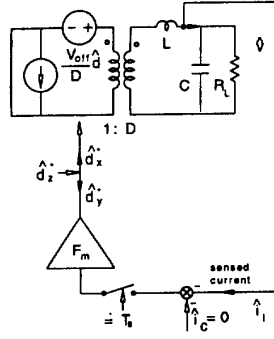 V_off/D d̂
- +
L
C
R_L
v̂
1: D
d̂_x
d̂_z
d̂_y
F_m
T_s
sensed
current
î_c = 0
î_l